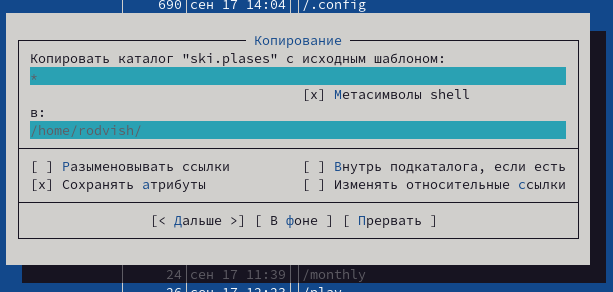 690 сен 17 14:04 /.config
Копирование
Копировать каталог "ski.plases" с исходным шаблоном:
*
[x] Метасимволы shell
в:
/home/rodvish/
[ ] Разыменовывать ссылки [ ] Внутрь подкаталога, если есть
[x] Сохранять атрибуты [ ] Изменять относительные ссылки
[< Дальше >] [ В фоне ] [ Прервать ]
24 сен 17 11:39 /monthly